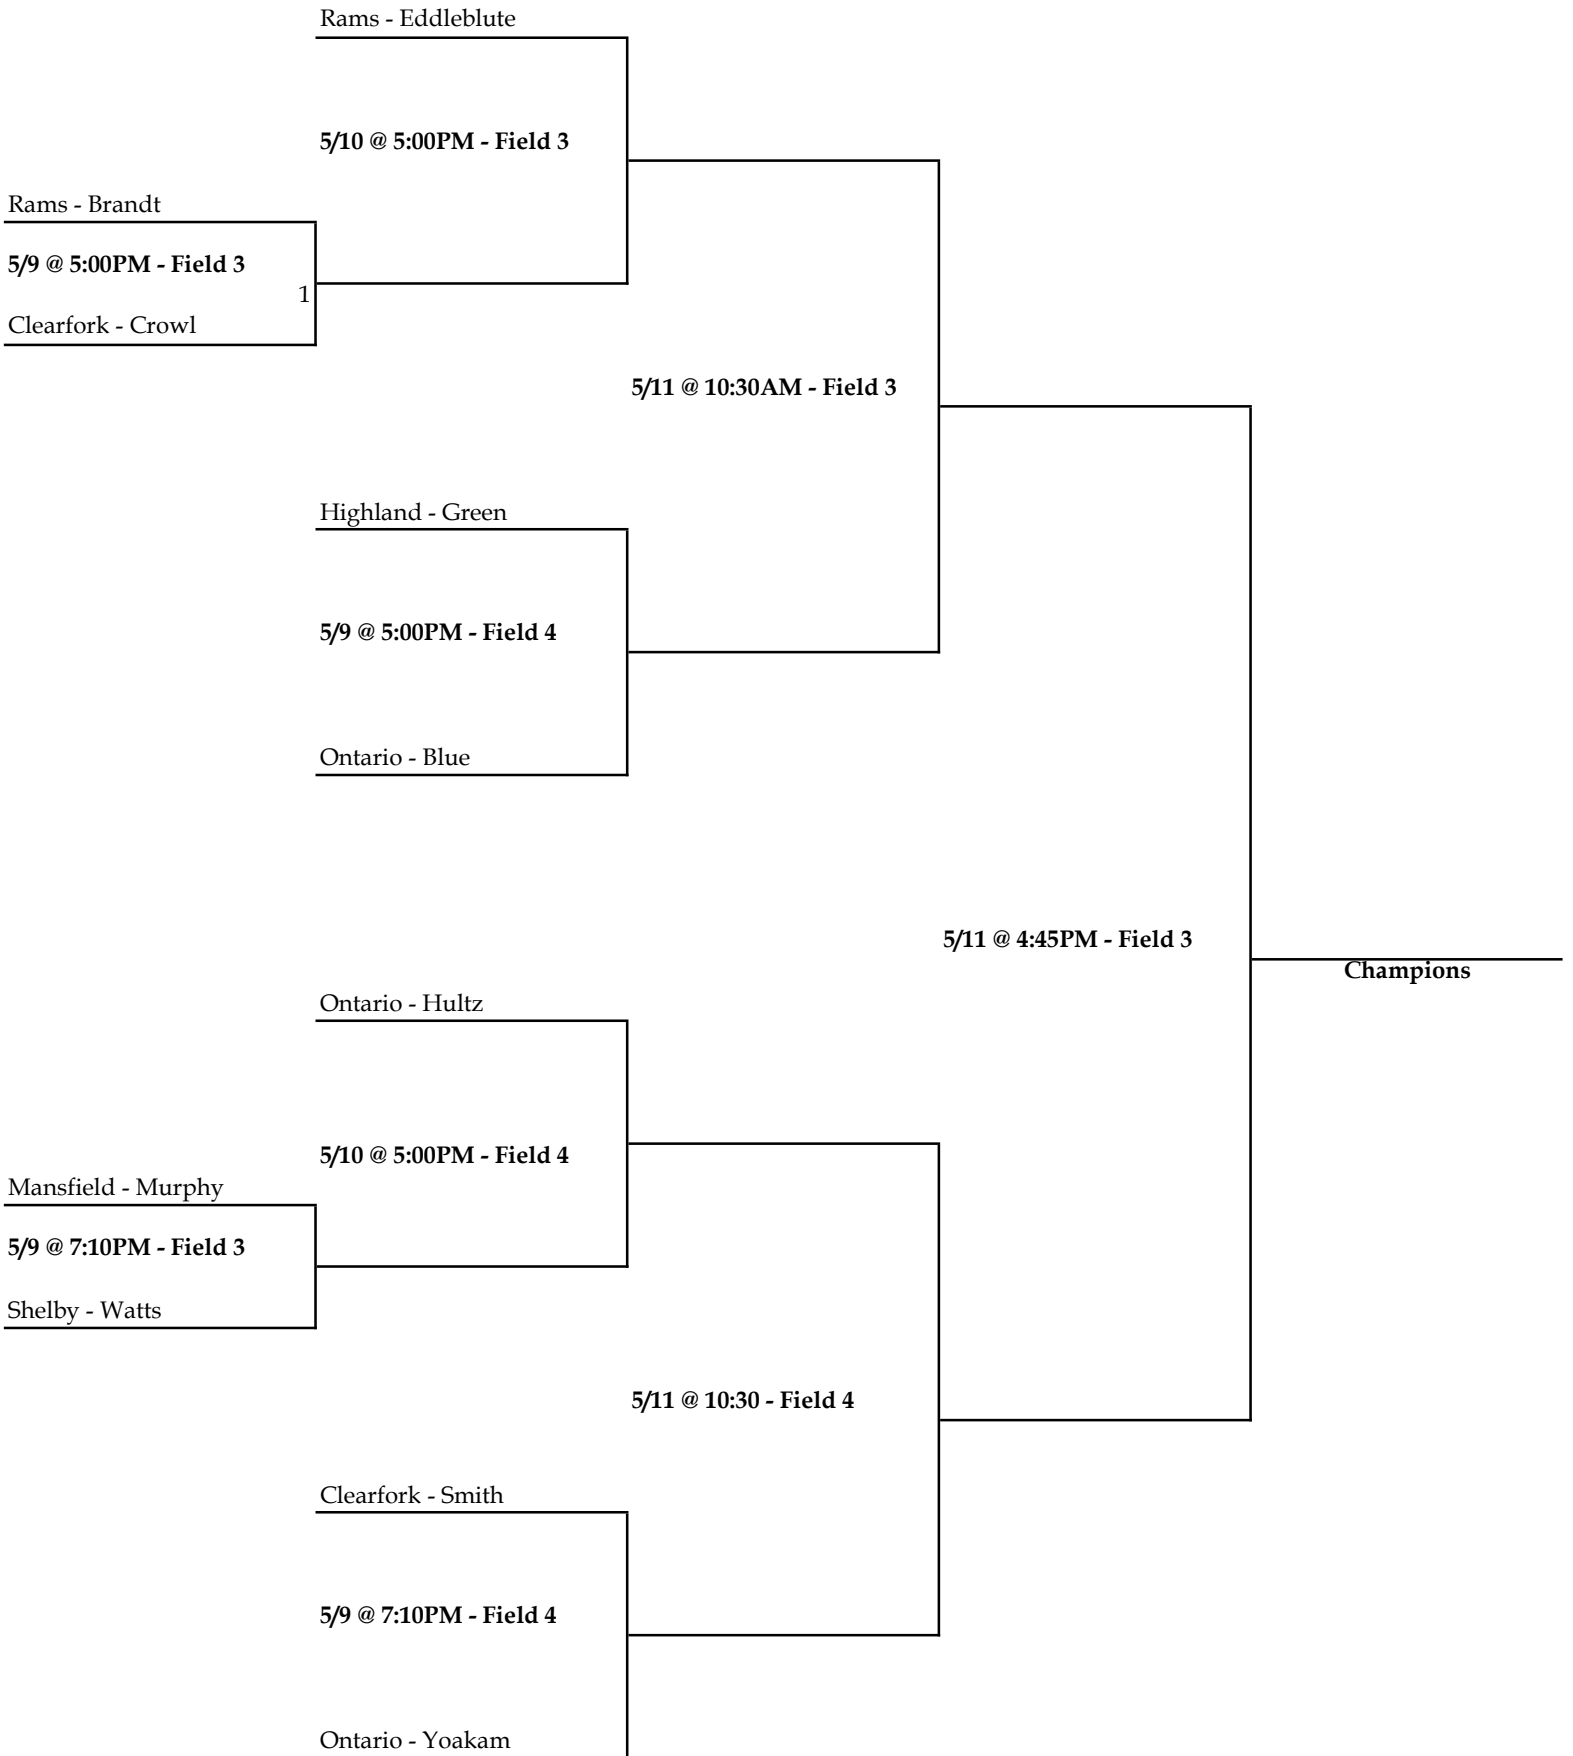 Rams - Eddleblute
5/10 @ 5:00PM - Field 3
Rams - Brandt
5/9 @ 5:00PM - Field 3
1
Clearfork - Crowl
5/11 @ 10:30AM - Field 3
Highland - Green
5/9 @ 5:00PM - Field 4
Ontario - Blue
5/11 @ 4:45PM - Field 3
Champions
Ontario - Hultz
5/10 @ 5:00PM - Field 4
Mansfield - Murphy
5/9 @ 7:10PM - Field 3
Shelby - Watts
5/11 @ 10:30 - Field 4
Clearfork - Smith
5/9 @ 7:10PM - Field 4
Ontario - Yoakam